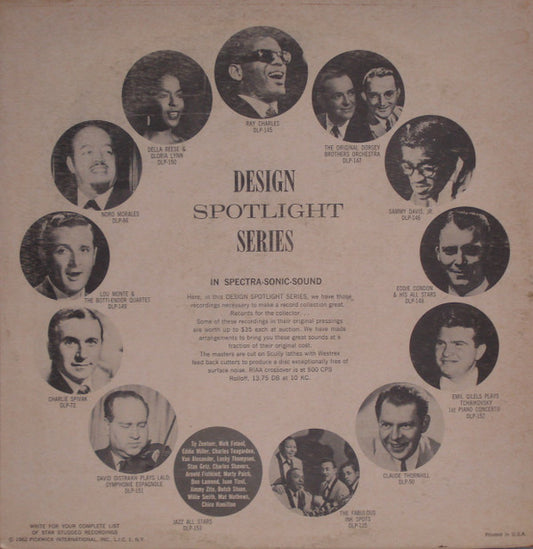 RAY CHARLES
DLP-145
DELLA REESE &
GLORIA LYNN
DLP-150
THE ORIGINAL DORSEY
BROTHERS ORCHESTRA
DLP-147
NORO MORALES
DLP-86
SAMMY DAVIS, JR.
DLP-146
DESIGN
SPOTLIGHT
SERIES
LOU MONTE &
THE BOTTI-ENDOR QUARTET
DLP-149
EDDIE CONDON
& HIS ALL STARS
DLP-148
IN SPECTRA-SONIC-SOUND
Here, in this DESIGN SPOTLIGHT SERIES, we have those
recordings necessary to make a record collection great.
Records for the collector. . .
Some of these recordings in their original pressings
are worth up to $35 each at auction. We have made
arrangements to bring you these great sounds at a
fraction of their original cost.
The masters are cut on Scully lathes with Westrex
feed back cutters to produce a disc exceptionally free of
surface noise. RIAA crossover is at 500 CPS
Rolloff, 13.75 DB at 10 KC.
CHARLIE SPIVAK
DLP-72
EMIL GILELS PLAYS
TCHAIKOVSKY
1st PIANO CONCERTO
DLP-152
DAVID OISTRAKH PLAYS LALO
SYMPHONIE ESPAGNOLE
DLP-151
Sy Zentner, Nick Fatool,
Eddie Miller, Charles Teagarden,
Van Alexander, Lucky Thompson,
Stan Getz, Charles Shavers,
Arnold Fishkind, Marty Paich,
Don Lamond, Juan Tizol,
Jimmy Zito, Butch Stone,
Willie Smith, Mat Mathews,
Chico Hamilton
JAZZ ALL STARS
DLP-153
THE FABULOUS
INK SPOTS
DLP-125
CLAUDE THORNHILL
DLP-50
WRITE FOR YOUR COMPLETE LIST
OF STAR STUDDED RECORDINGS
© 1962 PICKWICK INTERNATIONAL, INC., L.I.C. 1, N.Y.
Printed in U.S.A.